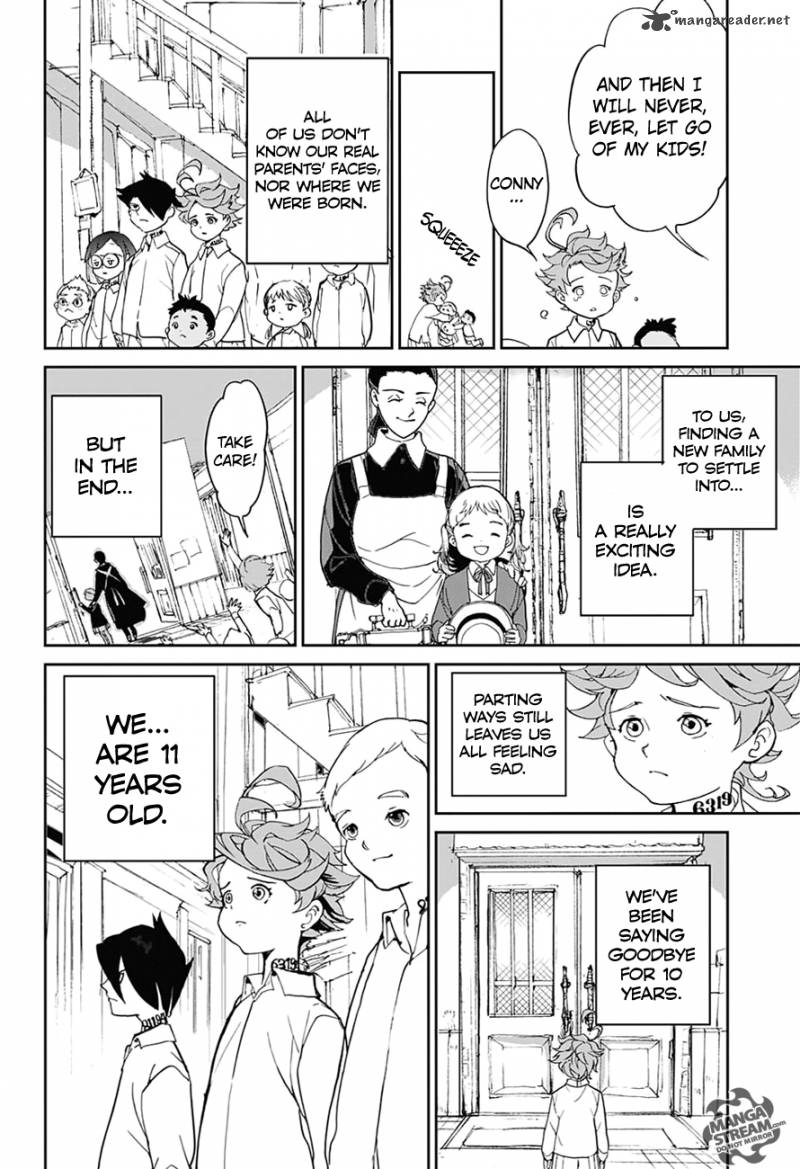 mangareader.net
AND THEN I
WILL NEVER,
EVER, LET GO
OF MY KIDS!
CONNY
...
SQUEEEZE
ALL
OF US DON'T
KNOW OUR REAL
PARENTS' FACES,
NOR WHERE WE
WERE BORN.
TO US,
FINDING A
NEW FAMILY
TO SETTLE
INTO...
IS
A REALLY
EXCITING
IDEA.
TAKE
CARE!
BUT
IN THE
END...
PARTING
WAYS STILL
LEAVES US
ALL FEELING
SAD.
6319
WE'VE
BEEN
SAYING
GOODBYE
FOR 10
YEARS.
WE...
ARE 11
YEARS
OLD.
6319
MANGA
STREAM.com
DO NOT MIRROR